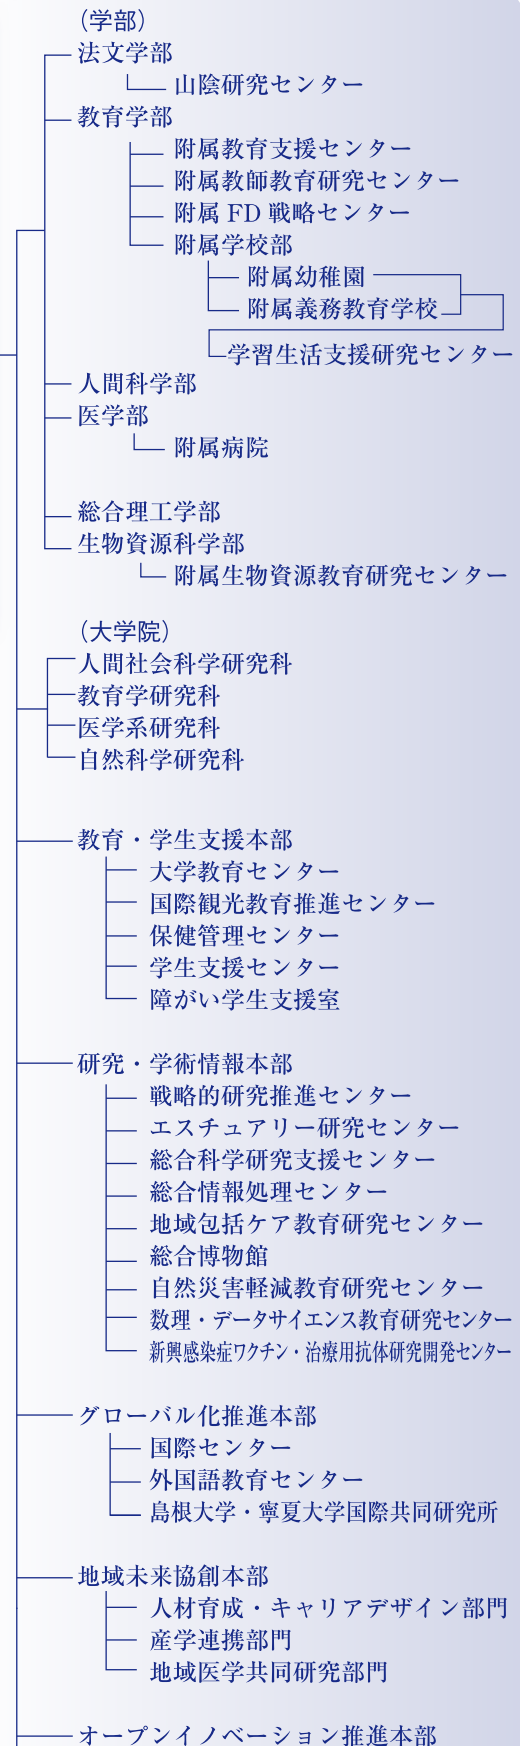 （学部）
法文学部
山陰研究センター
教育学部
附属教育支援センター
附属教師教育研究センター
附属 FD 戦略センター
附属学校部
附属幼稚園
附属義務教育学校
学習生活支援研究センター
人間科学部
医学部
附属病院
総合理工学部
生物資源科学部
附属生物資源教育研究センター
（大学院）
人間社会科学研究科
教育学研究科
医学系研究科
自然科学研究科
教育・学生支援本部
大学教育センター
国際観光教育推進センター
保健管理センター
学生支援センター
障がい学生支援室
研究・学術情報本部
戦略的研究推進センター
エスチュアリー研究センター
総合科学研究支援センター
総合情報処理センター
地域包括ケア教育研究センター
総合博物館
自然災害軽減教育研究センター
数理・データサイエンス教育研究センター
新興感染症ワクチン・治療用抗体研究開発センター
グローバル化推進本部
国際センター
外国語教育センター
島根大学・寧夏大学国際共同研究所
地域未来協創本部
人材育成・キャリアデザイン部門
産学連携部門
地域医学共同研究部門
オープンイノベーション推進本部